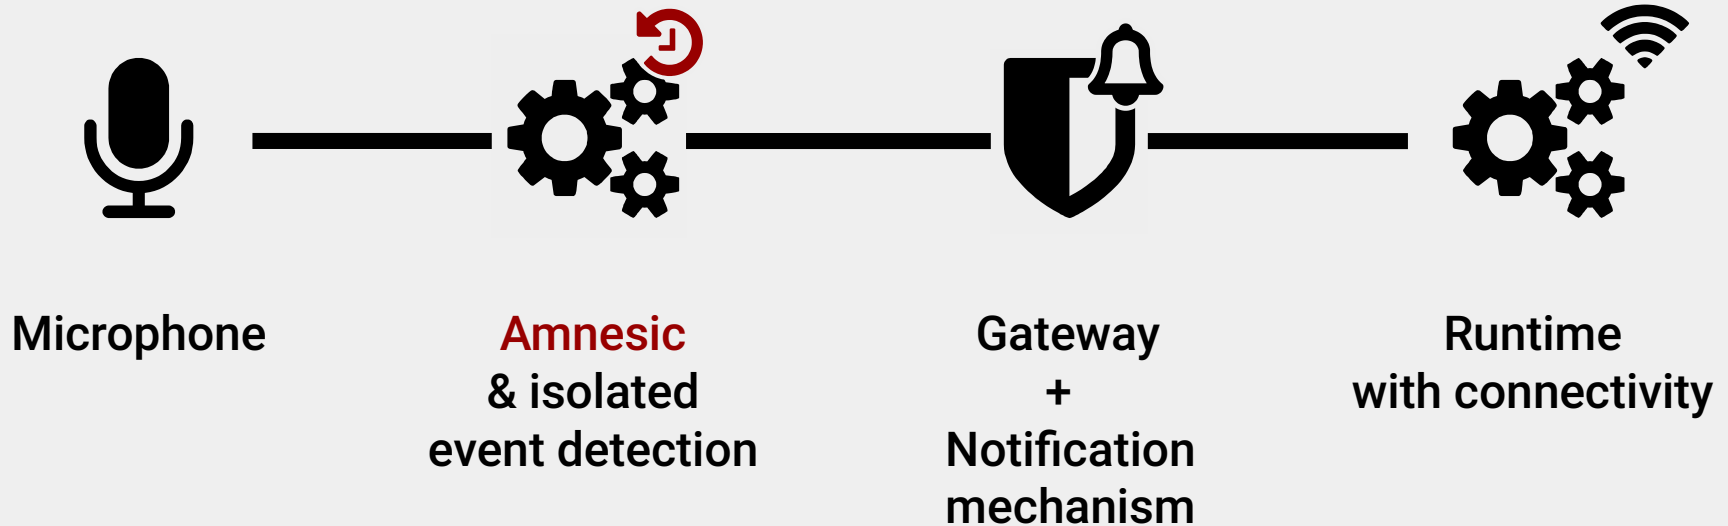 Microphone
Amnesic
& isolated
event detection
Gateway
+
Notification
mechanism
Runtime
with connectivity